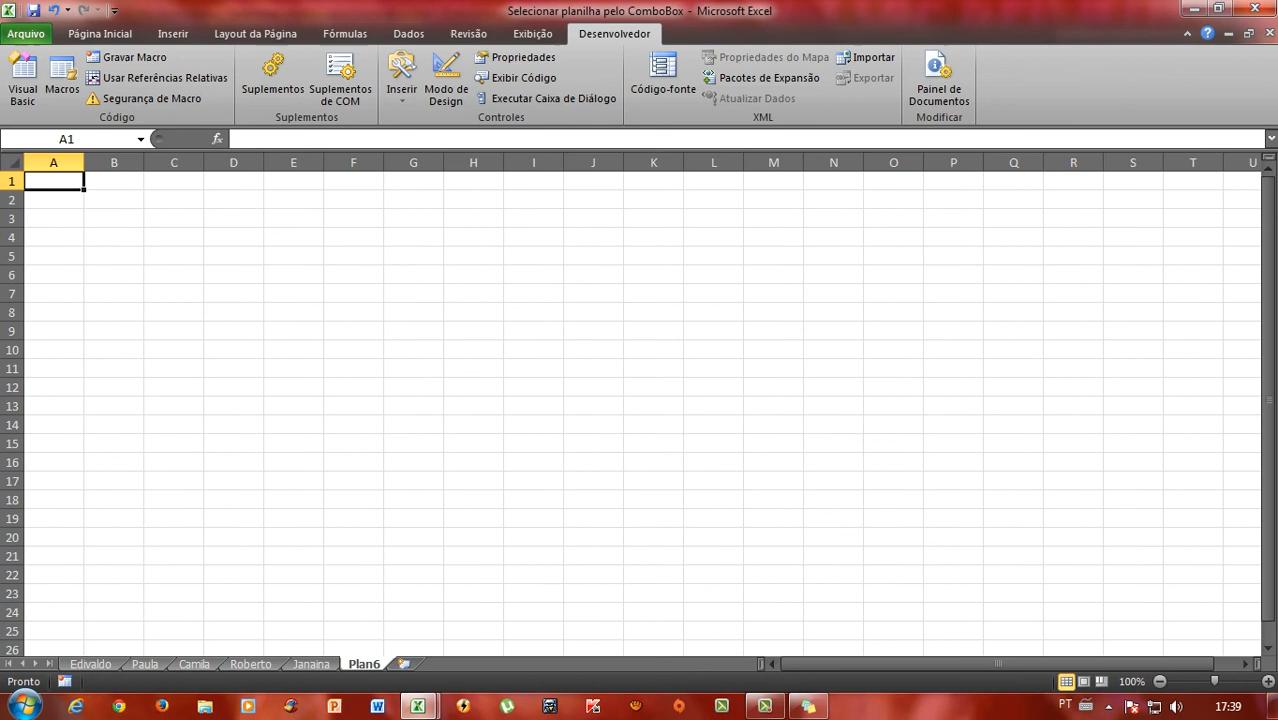 Selecionar planilha pelo ComboBox - Microsoft Excel
Arquivo Página Inicial Inserir Layout da Página Fórmulas Dados Revisão Exibição Desenvolvedor
Visual Basic
Macros
Gravar Macro
Usar Referências Relativas
Segurança de Macro
Código
Suplementos
Suplementos de COM
Suplementos
Inserir
Modo de Design
Propriedades
Exibir Código
Executar Caixa de Diálogo
Controles
Código-fonte
Propriedades do Mapa
Pacotes de Expansão
Atualizar Dados
Importar
Exportar
XML
Painel de Documentos
Modificar
A1 fx
A B C D E F G H I J K L M N O P Q R S T U
1
2
3
4
5
6
7
8
9
10
11
12
13
14
15
16
17
18
19
20
21
22
23
24
25
26
Edivaldo Paula Camila Roberto Janaina Plan6
Pronto 100%
PT 17:39